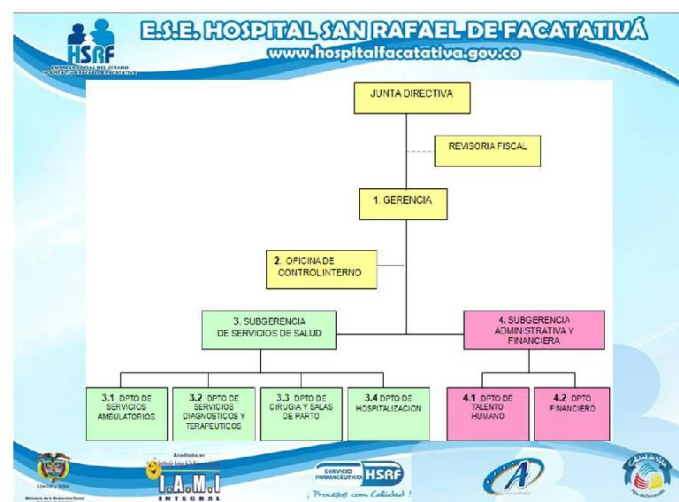 E.S.E. HOSPITAL SAN RAFAEL DE FACATATIVÁ
www.hospitalfacatativa.gov.co
HSRF
JUNTA DIRECTIVA
REVISORIA FISCAL
1. GERENCIA
2. OFICINA DE
CONTROL INTERNO
3. SUBGERENCIA
DE SERVICIOS DE SALUD
4. SUBGERENCIA
ADMINISTRATIVA Y
FINANCIERA
3.1 DPTO DE
SERVICIOS
AMBULATORIOS
3.2 DPTO DE
SERVICIOS
DIAGNOSTICOS Y
TERAPEUTICOS
3.3 DPTO DE
CIRUGIA Y SALAS
DE PARTO
3.4 DPTO DE
HOSPITALIZACIÓN
4.1 DPTO DE
TALENTO
HUMANO
4.2 DPTO
FINANCIERO
I.A.M.I
INTEGRAL
SERVICIO
FARMACEUTICO
HSRF
¡ Procesos con Calidad !